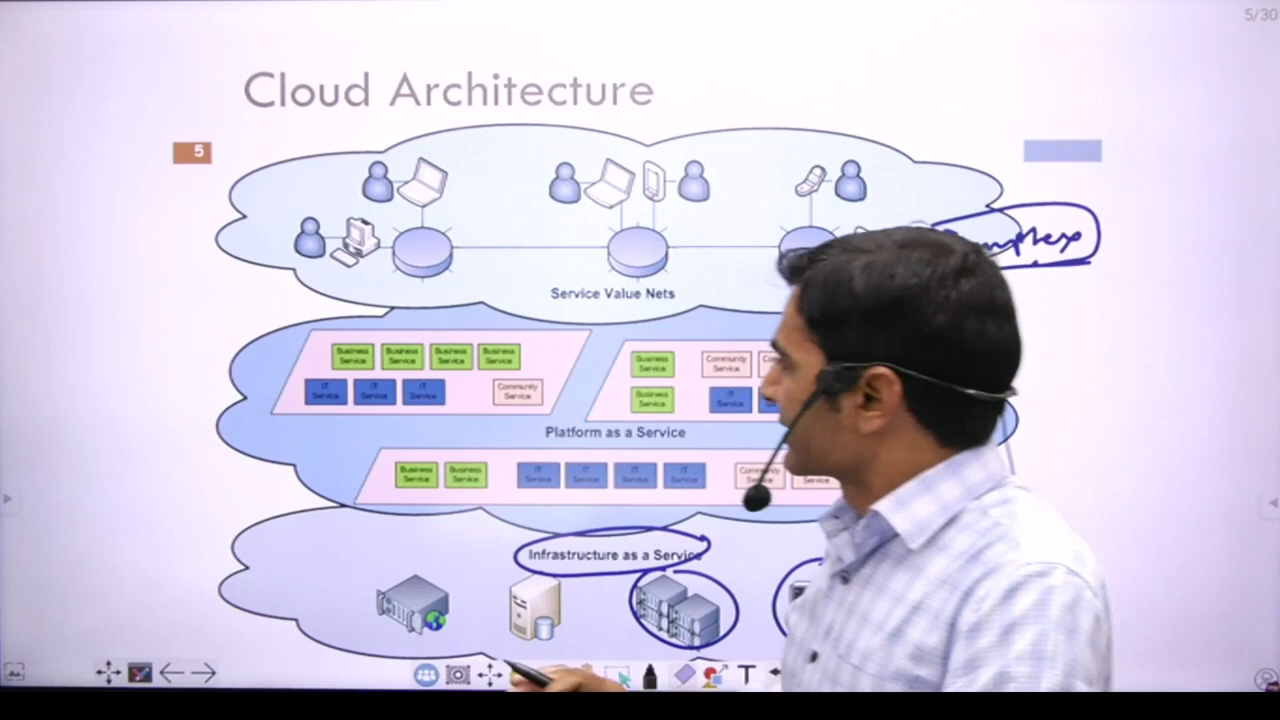 5/30
Cloud Architecture
5
Service Value Nets
Business Service Business Service Business Service Business Service
IT Service IT Service IT Service Community Service
Business Service Community Service
Business Service IT Service
Platform as a Service
Business Service Business Service IT Service IT Service IT Service IT Service Community Service Service
Infrastructure as a Service
T